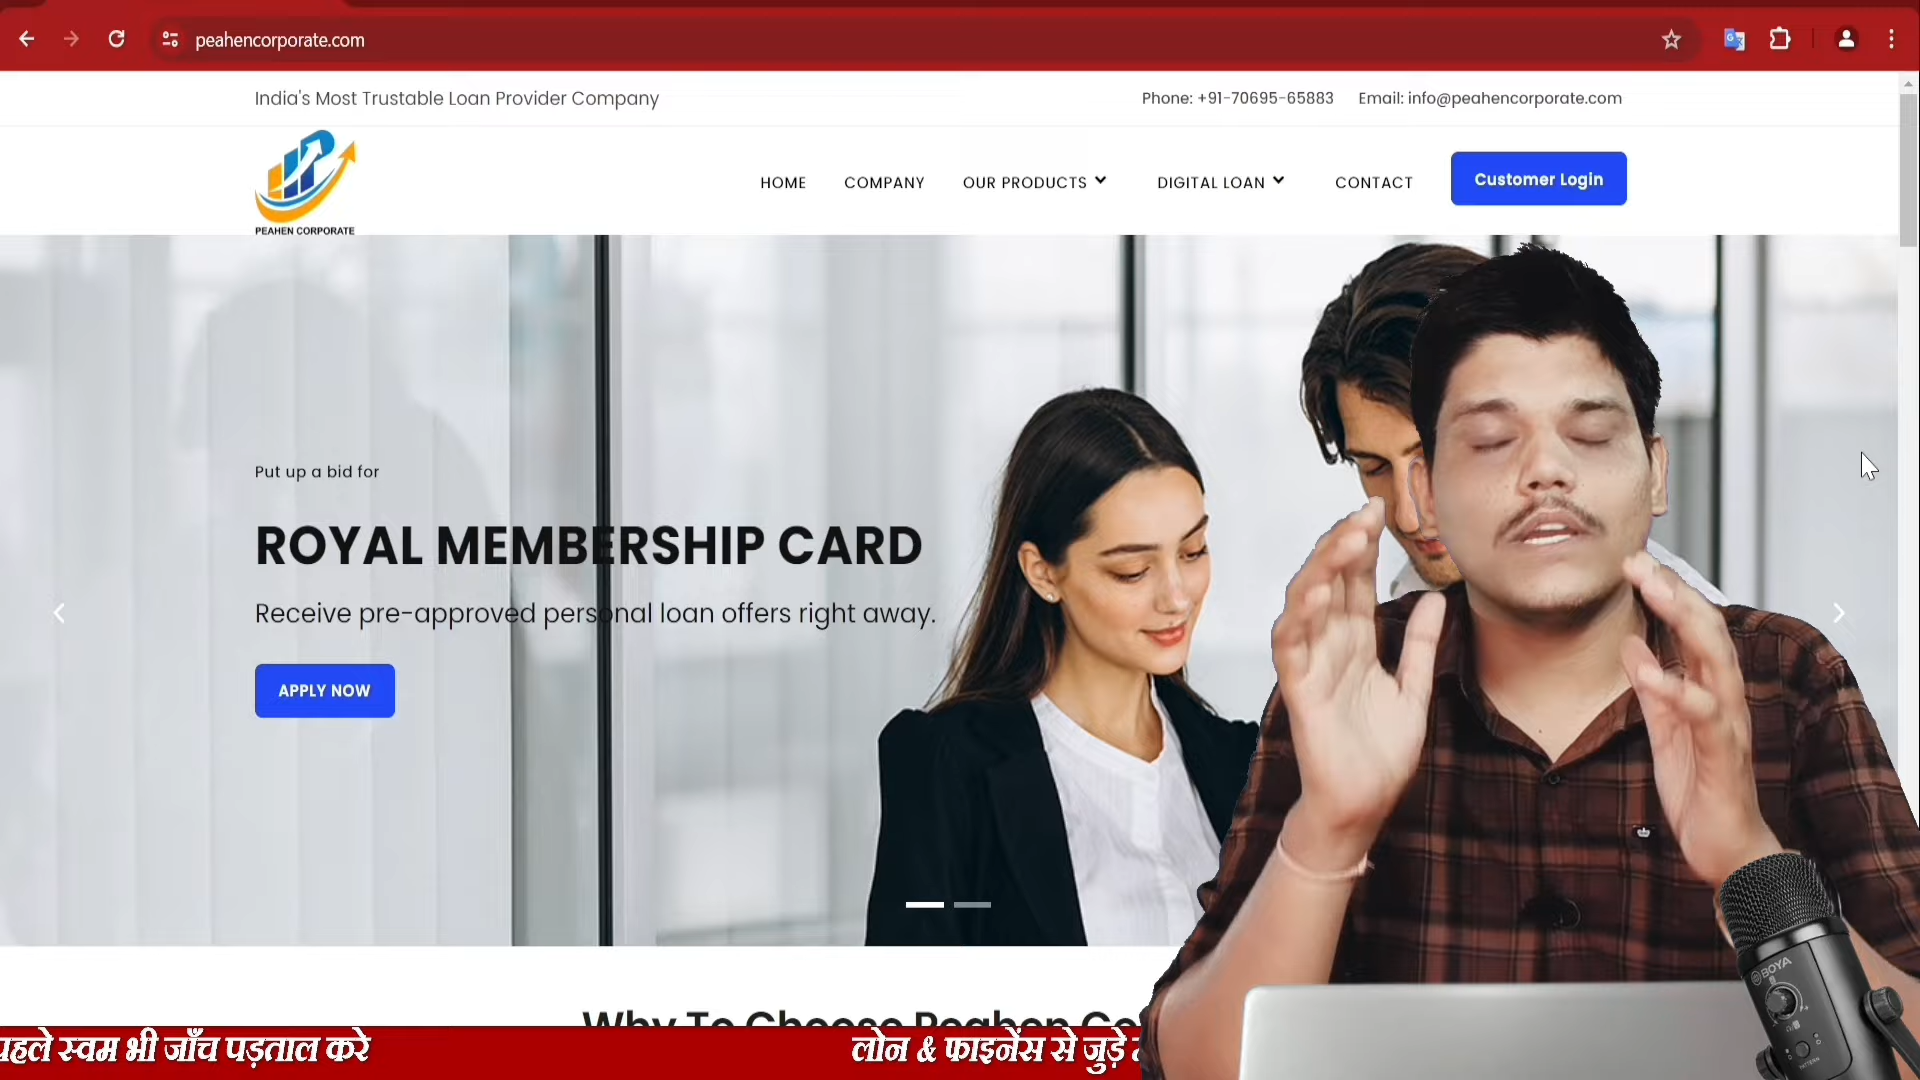 peahencorporate.com
India's Most Trustable Loan Provider Company
Phone: +91-70695-65883 Email: info@peahencorporate.com
PEAHEN CORPORATE
HOME COMPANY OUR PRODUCTS DIGITAL LOAN CONTACT Customer Login
Put up a bid for
ROYAL MEMBERSHIP CARD
Receive pre-approved personal loan offers right away.
APPLY NOW
BOYA
Why To Choose Peahen
स्वम भी जाँच पड़ताल करे
लोन & फाइनेंस से जुड़े